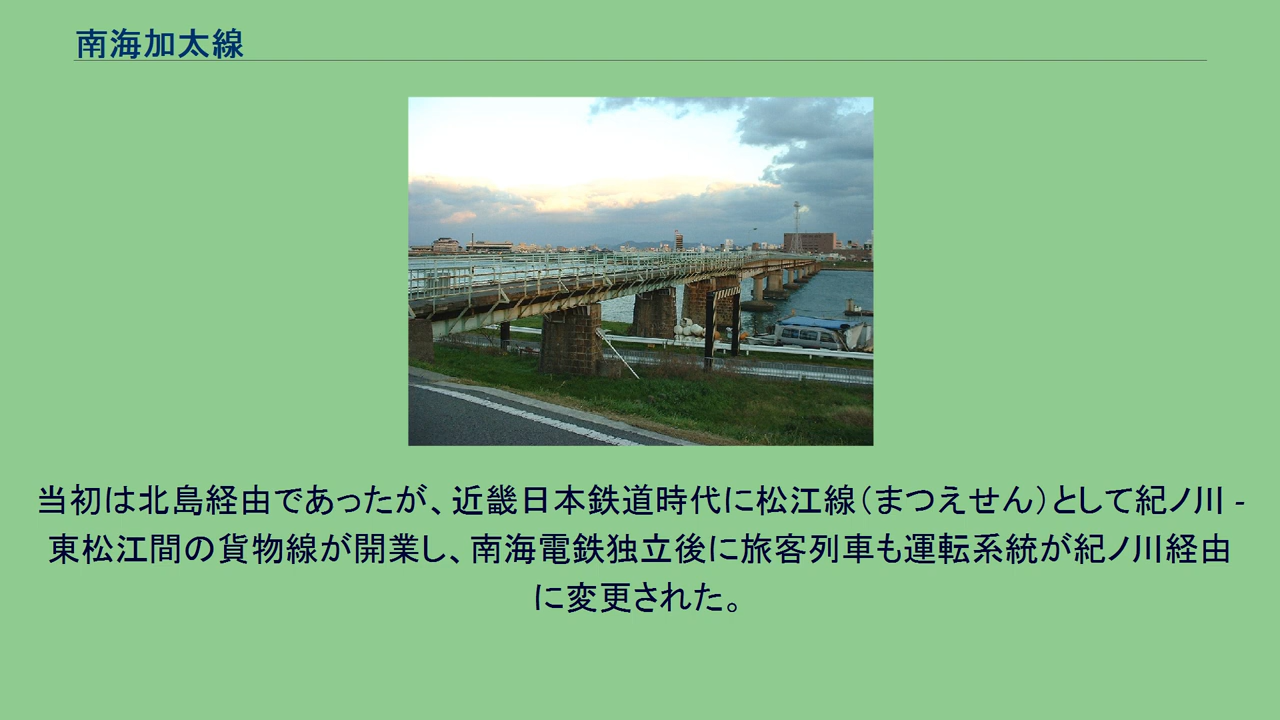 南海加太線
当初は北島経由であったが、近畿日本鉄道時代に松江線（まつえせん）として紀ノ川 -
東松江間の貨物線が開業し、南海電鉄独立後に旅客列車も運転系統が紀ノ川経由
に変更された。